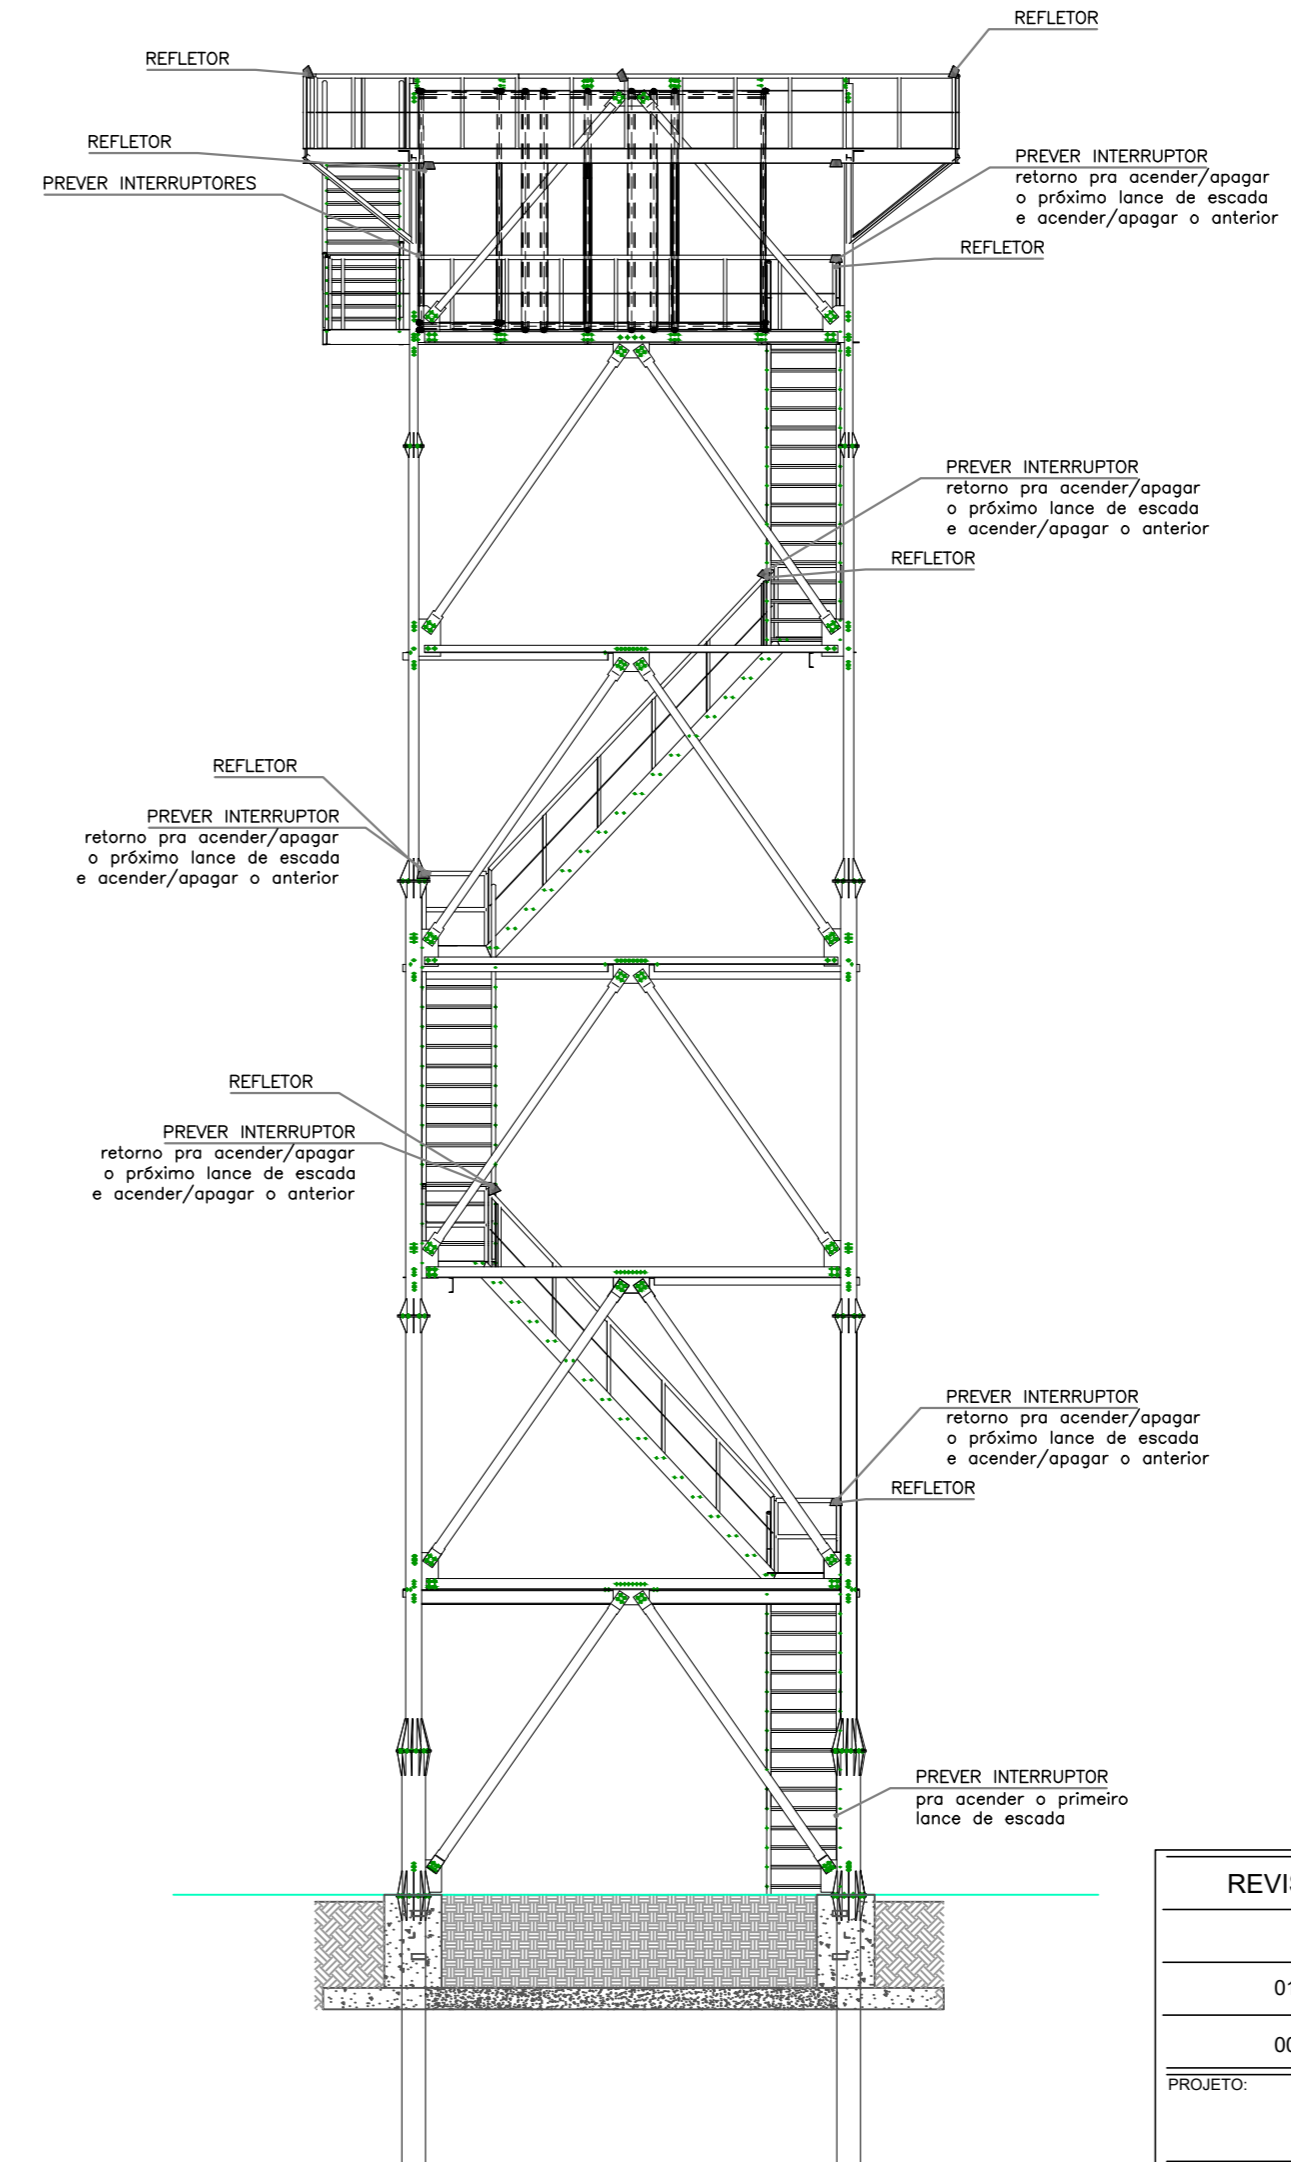 REFLETOR
REFLETOR
REFLETOR
PREVER INTERRUPTORES
PREVER INTERRUPTOR
retorno pra acender/apagar
o próximo lance de escada
e acender/apagar o anterior
REFLETOR
PREVER INTERRUPTOR
retorno pra acender/apagar
o próximo lance de escada
e acender/apagar o anterior
REFLETOR
REFLETOR
PREVER INTERRUPTOR
retorno pra acender/apagar
o próximo lance de escada
e acender/apagar o anterior
REFLETOR
PREVER INTERRUPTOR
retorno pra acender/apagar
o próximo lance de escada
e acender/apagar o anterior
PREVER INTERRUPTOR
retorno pra acender/apagar
o próximo lance de escada
e acender/apagar o anterior
REFLETOR
PREVER INTERRUPTOR
pra acender o primeiro
lance de escada
01
PROJETO: